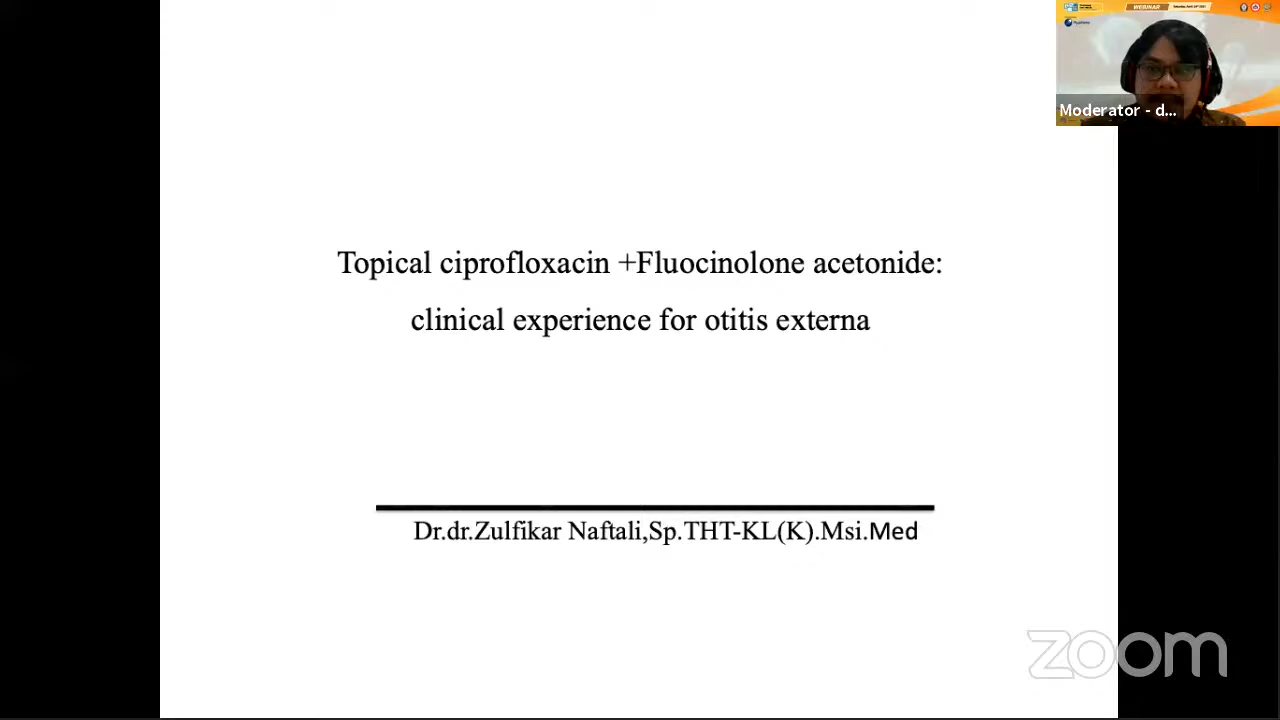 WEBINAR
Moderator - d...
Topical ciprofloxacin +Fluocinolone acetonide:
clinical experience for otitis externa
Dr.dr.Zulfikar Naftali,Sp.THT-KL(K).Msi.Med
zoom